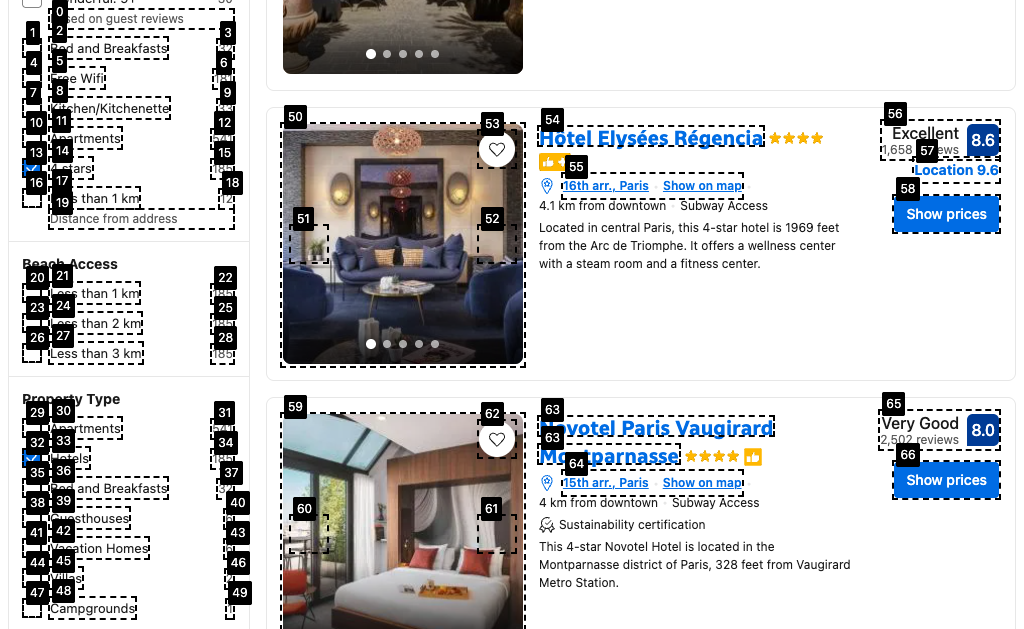 Based on guest reviews
Bed and Breakfasts
Free Wifi
Kitchen/Kitchenette
Apartments
4 stars
Less than 1 km
12
Distance from address
Beach Access
Less than 1 km
185
Less than 2 km
185
Less than 3 km
185
Property Type
Apartments
Hotels
185
Bed and Breakfasts
Guesthouses
Vacation Homes
Villas
Campgrounds
0
1
2
3
4
5
6
7
8
9
10
11
12
13
14
15
16
17
18
19
20
21
22
23
24
25
26
27
28
29
30
31
32
33
34
35
36
37
38
39
40
41
42
43
44
45
46
47
48
49
50
51
52
53
54
Hôtel Elysées Régencia
55
16th arr., Paris · Show on map
4.1 km from downtown · Subway Access
Located in central Paris, this 4-star hotel is 1969 feet
from the Arc de Triomphe. It offers a wellness center
with a steam room and a fitness center.
56
Excellent
1,658 reviews
8.6
57
Location 9.6
58
Show prices
59
60
61
62
63
Novotel Paris Vaugirard
63
Montparnasse
64
15th arr., Paris · Show on map
4 km from downtown · Subway Access
Sustainability certification
This 4-star Novotel Hotel is located in the
Montparnasse district of Paris, 328 feet from Vaugirard
Metro Station.
65
Very Good
2,502 reviews
8.0
66
Show prices